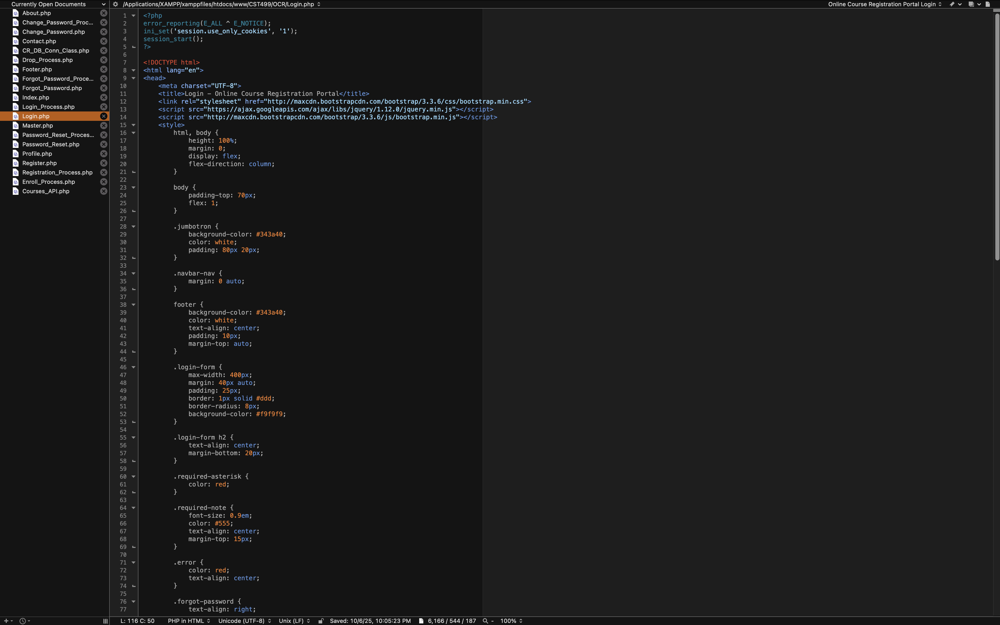 Currently Open Documents
About.php
Change_Password_Proc...
Change_Password.php
Contact.php
CR_DB_Conn_Class.php
Drop_Process.php
Footer.php
Forgot_Password_Proce...
Forgot_Password.php
Index.php
Login_Process.php
Login.php
Master.php
Password_Reset_Proces...
Password_Reset.php
Profile.php
Register.php
Registration_Process.php
Enroll_Process.php
Courses_API.php
/Applications/XAMPP/xamppfiles/htdocs/www/CST499/OCR/Login.php
Online Course Registration Portal Login
1 <?php
2 error_reporting(E_ALL ^ E_NOTICE);
3 ini_set('session.use_only_cookies', '1');
4 session_start();
5 ?>
6
7 <!DOCTYPE html>
8 <html lang="en">
9 <head>
10 <meta charset="UTF-8">
11 <title>Login – Online Course Registration Portal</title>
12 <link rel="stylesheet" href="http://maxcdn.bootstrapcdn.com/bootstrap/3.3.6/css/bootstrap.min.css">
13 <script src="https://ajax.googleapis.com/ajax/libs/jquery/1.12.0/jquery.min.js"></script>
14 <script src="http://maxcdn.bootstrapcdn.com/bootstrap/3.3.6/js/bootstrap.min.js"></script>
15 <style>
16 html, body {
17 height: 100%;
18 margin: 0;
19 display: flex;
20 flex-direction: column;
21 }
22
23 body {
24 padding-top: 70px;
25 flex: 1;
26 }
27
28 .jumbotron {
29 background-color: #343a40;
30 color: white;
31 padding: 80px 20px;
32 }
33
34 .navbar-nav {
35 margin: 0 auto;
36 }
37
38 footer {
39 background-color: #343a40;
40 color: white;
41 text-align: center;
42 padding: 10px;
43 margin-top: auto;
44 }
45
46 .login-form {
47 max-width: 400px;
48 margin: 40px auto;
49 padding: 25px;
50 border: 1px solid #ddd;
51 border-radius: 8px;
52 background-color: #f9f9f9;
53 }
54
55 .login-form h2 {
56 text-align: center;
57 margin-bottom: 20px;
58 }
59
60 .required-asterisk {
61 color: red;
62 }
63
64 .required-note {
65 font-size: 0.9em;
66 color: #555;
67 text-align: center;
68 margin-top: 15px;
69 }
70
71 .error {
72 color: red;
73 text-align: center;
74 }
75
76 .forgot-password {
77 text-align: right;
L: 116 C: 50 PHP in HTML Unicode (UTF-8) Unix (LF) Saved: 10/6/25, 10:05:23 PM 6,166 / 544 / 187 - 100%